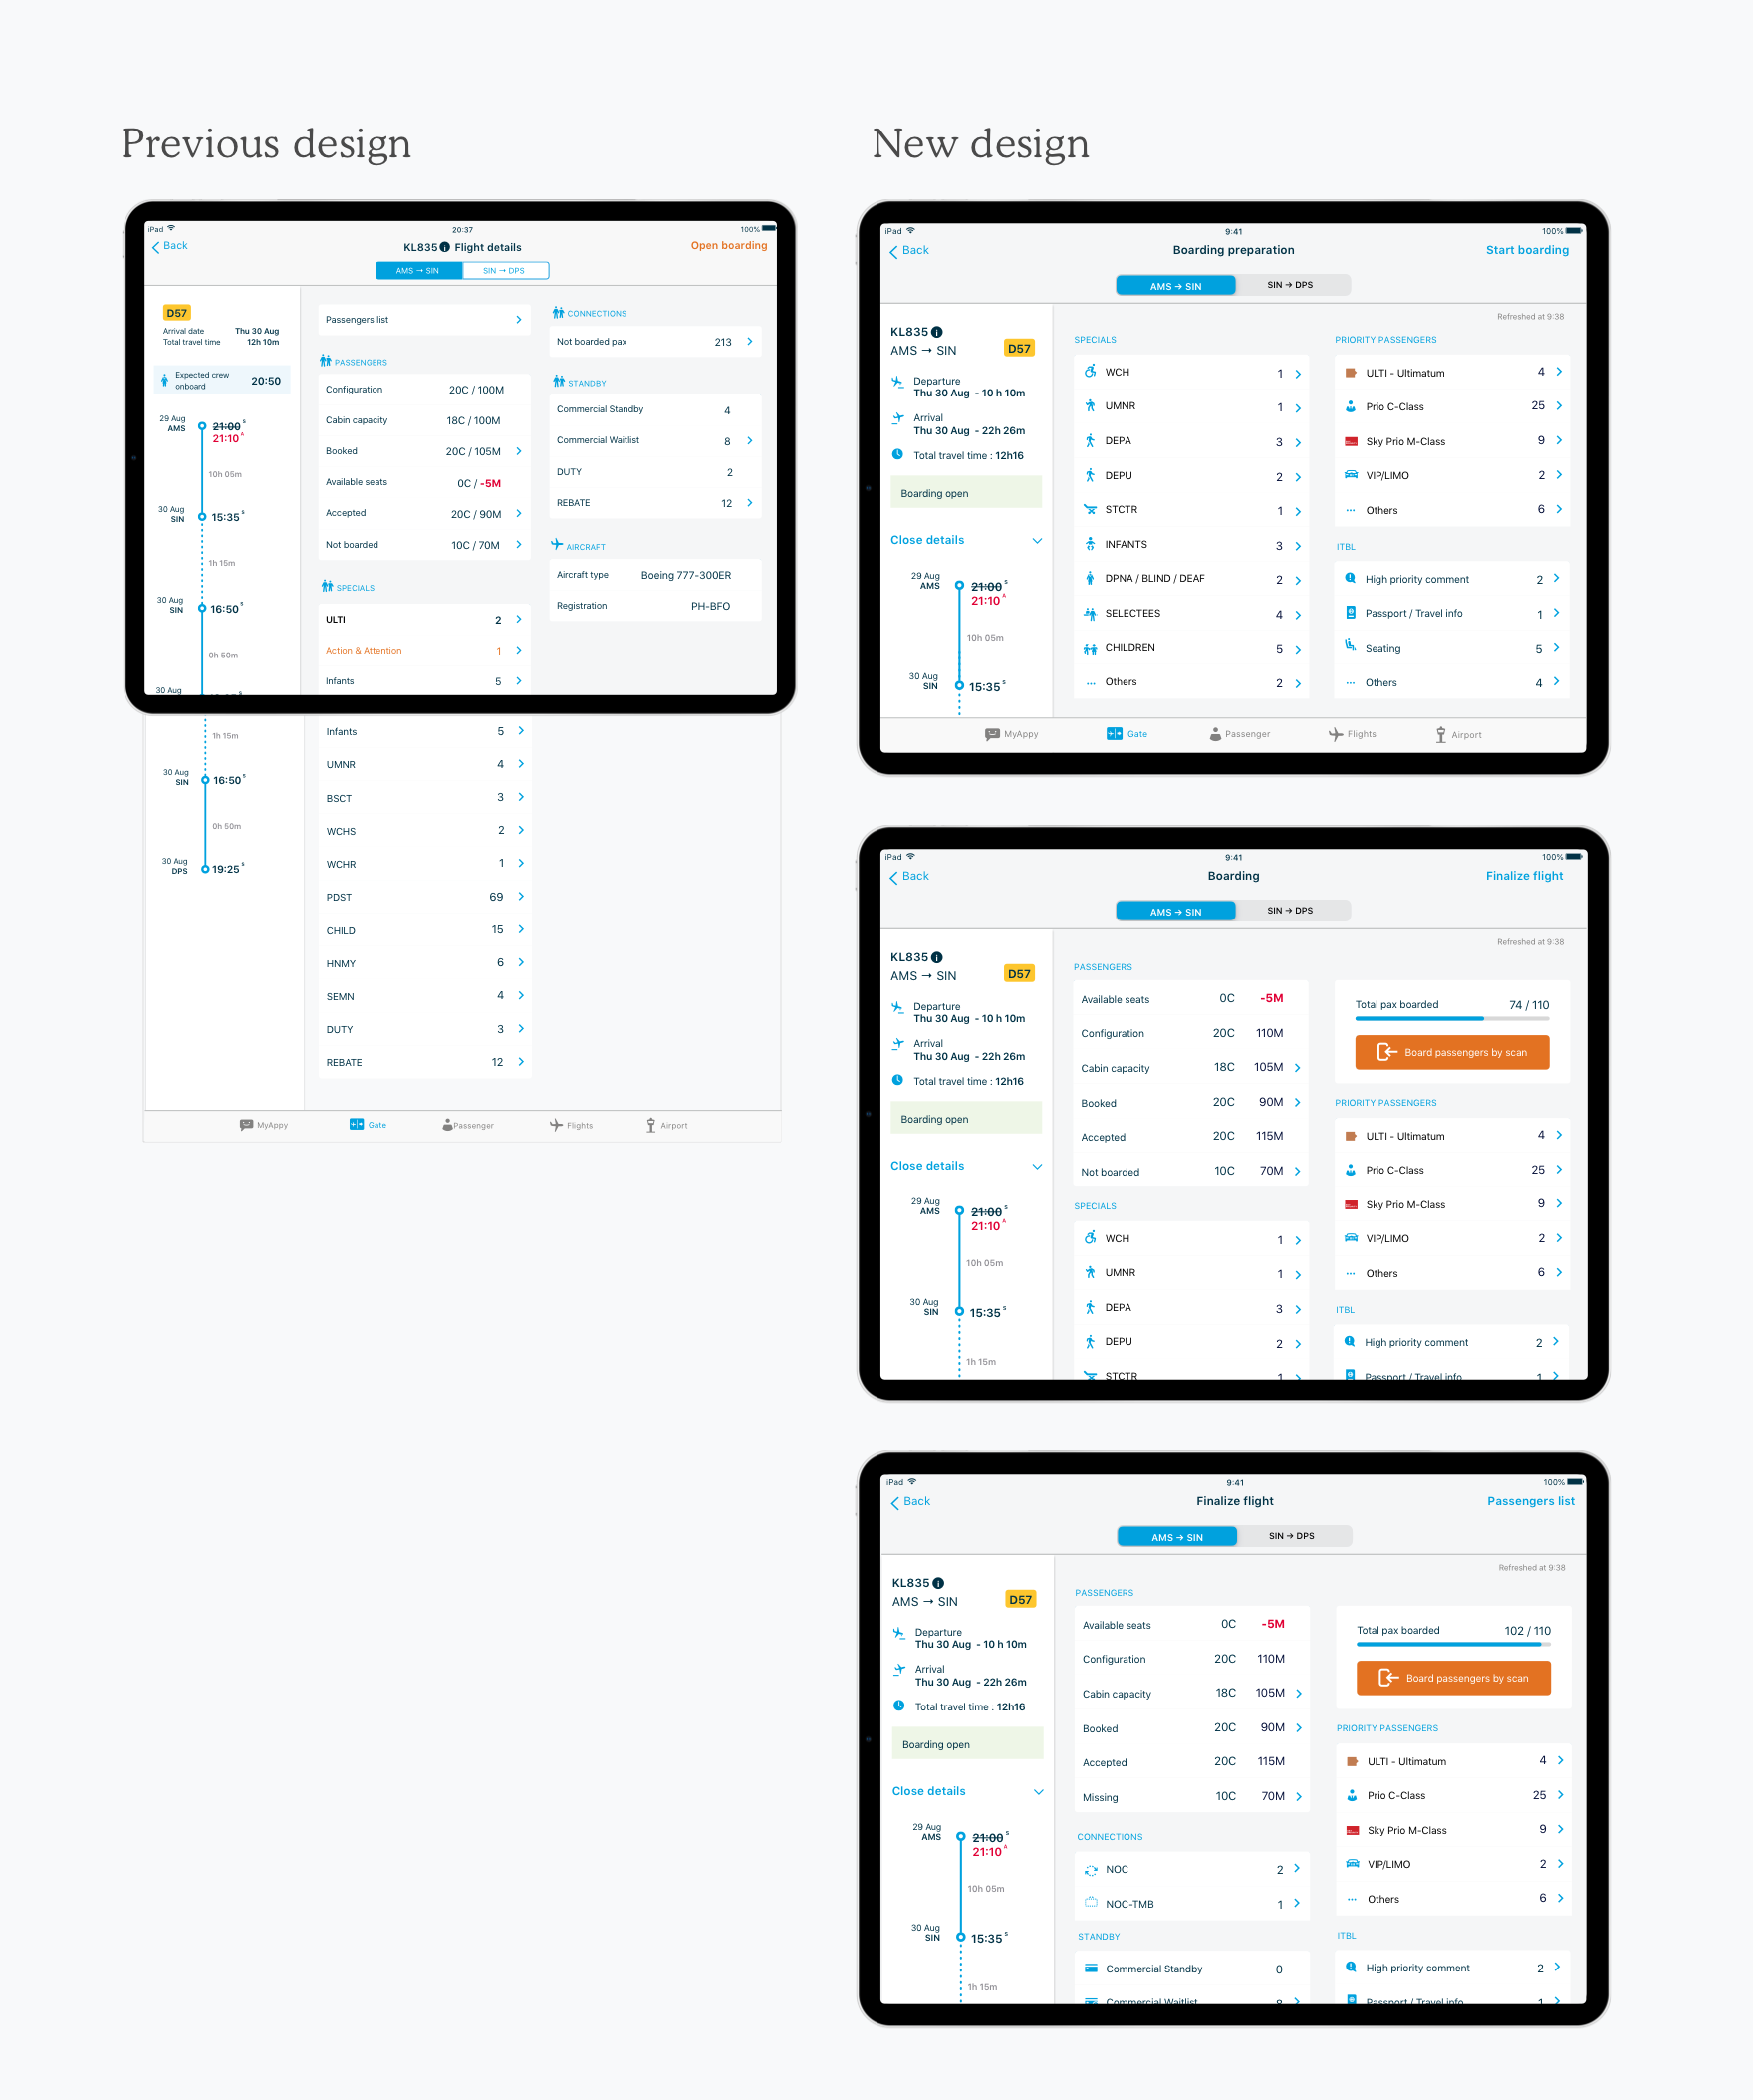 Previous design
iPad 20:37 100%
Back KL835 i Flight details Open boarding
AMS → SIN SIN → DPS
D57
Arrival date Thu 30 Aug
Total travel time 12h 10m
Expected crew onboard 20:50
29 Aug
AMS 21:00
21:10 A
10h 05m
30 Aug
SIN 15:35 S
1h 15m
30 Aug
SIN 16:50 S
0h 50m
30 Aug
Passengers list
PASSENGERS
Configuration 20C / 100M
Cabin capacity 18C / 100M
Booked 20C / 105M
Available seats 0C / -5M
Accepted 20C / 90M
Not boarded 10C / 70M
SPECIALS
ULTI 2
Action & Attention 1
Infants 5
CONNECTIONS
Not boarded pax 213
STANDBY
Commercial Standby 4
Commercial Waitlist 8
DUTY 2
REBATE 12
AIRCRAFT
Aircraft type Boeing 777-300ER
Registration PH-BFO
1h 15m
30 Aug
SIN 16:50 S
0h 50m
30 Aug
DPS 19:25 S
Infants 5
UMNR 4
BSCT 3
WCHS 2
WCHR 1
PDST 69
CHILD 15
HNMY 6
SEMN 4
DUTY 3
REBATE 12
MyAppy Gate Passenger Flights Airport
New design
iPad 9:41 100%
Back Boarding preparation Start boarding
AMS → SIN SIN → DPS
KL835 i
AMS → SIN D57
Departure
Thu 30 Aug - 10 h 10m
Arrival
Thu 30 Aug - 22h 26m
Total travel time : 12h16
Boarding open
Close details
29 Aug
AMS 21:00 S
21:10 A
10h 05m
30 Aug
SIN 15:35 S
Refreshed at 9:38
SPECIALS
WCH 1
UMNR 1
DEPA 3
DEPU 2
STCTR 1
INFANTS 3
DPNA / BLIND / DEAF 2
SELECTEES 4
CHILDREN 5
Others 2
PRIORITY PASSENGERS
ULTI - Ultimatum 4
Prio C-Class 25
Sky Prio M-Class 9
VIP/LIMO 2
Others 6
ITBL
High priority comment 2
Passport / Travel info 1
Seating 5
Others 4
MyAppy Gate Passenger Flights Airport
iPad 9:41 100%
Back Boarding Finalize flight
AMS → SIN SIN → DPS
KL835 i
AMS → SIN D57
Departure
Thu 30 Aug - 10 h 10m
Arrival
Thu 30 Aug - 22h 26m
Total travel time : 12h16
Boarding open
Close details
29 Aug
AMS 21:00 S
21:10 A
10h 05m
30 Aug
SIN 15:35 S
1h 15m
Refreshed at 9:38
PASSENGERS
Available seats 0C -5M
Configuration 20C 110M
Cabin capacity 18C 105M
Booked 20C 90M
Accepted 20C 115M
Not boarded 10C 70M
SPECIALS
WCH 1
UMNR 1
DEPA 3
DEPU 2
STCTR 1
Total pax boarded 74 / 110
Board passengers by scan
PRIORITY PASSENGERS
ULTI - Ultimatum 4
Prio C-Class 25
Sky Prio M-Class 9
VIP/LIMO 2
Others 6
ITBL
High priority comment 2
Passport / Travel info 1
iPad 9:41 100%
Back Finalize flight Passengers list
AMS → SIN SIN → DPS
KL835 i
AMS → SIN D57
Departure
Thu 30 Aug - 10 h 10m
Arrival
Thu 30 Aug - 22h 26m
Total travel time : 12h16
Boarding open
Close details
29 Aug
AMS 21:00 S
21:10 A
10h 05m
30 Aug
SIN 15:35 S
1h 15m
Refreshed at 9:38
PASSENGERS
Available seats 0C -5M
Configuration 20C 110M
Cabin capacity 18C 105M
Booked 20C 90M
Accepted 20C 115M
Missing 10C 70M
CONNECTIONS
NOC 2
NOC-TMB 1
STANDBY
Commercial Standby 0
Commercial Waitlist 8
Total pax boarded 102 / 110
Board passengers by scan
PRIORITY PASSENGERS
ULTI - Ultimatum 4
Prio C-Class 25
Sky Prio M-Class 9
VIP/LIMO 2
Others 6
ITBL
High priority comment 2
Passport / Travel info 1